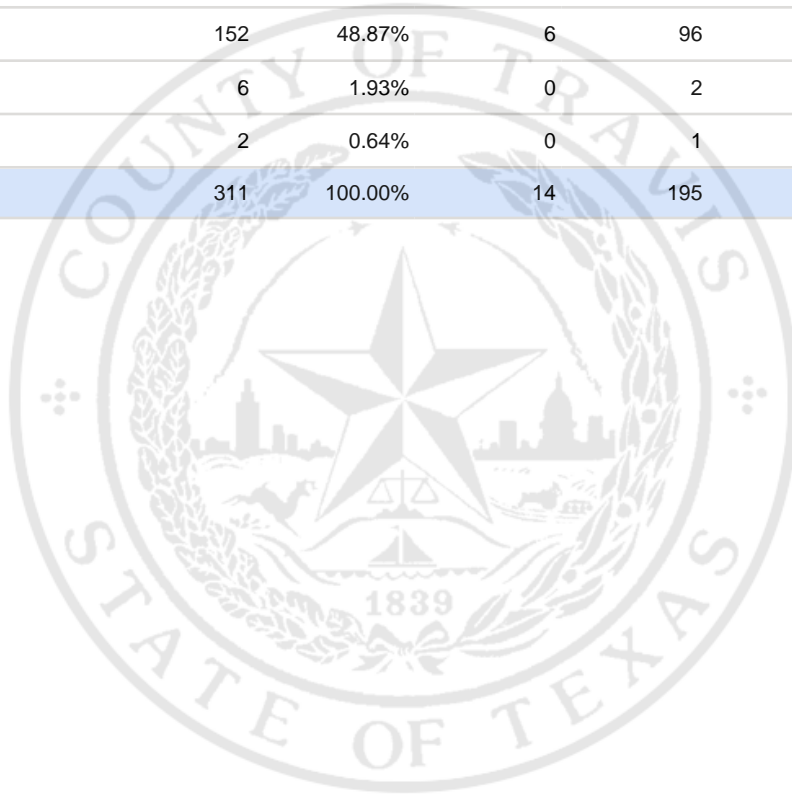 152 48.87% 6 96
6 1.93% 0 2
2 0.64% 0 1
311 100.00% 14 195
COUNTY OF TRAVIS
1839
STATE OF TEXAS